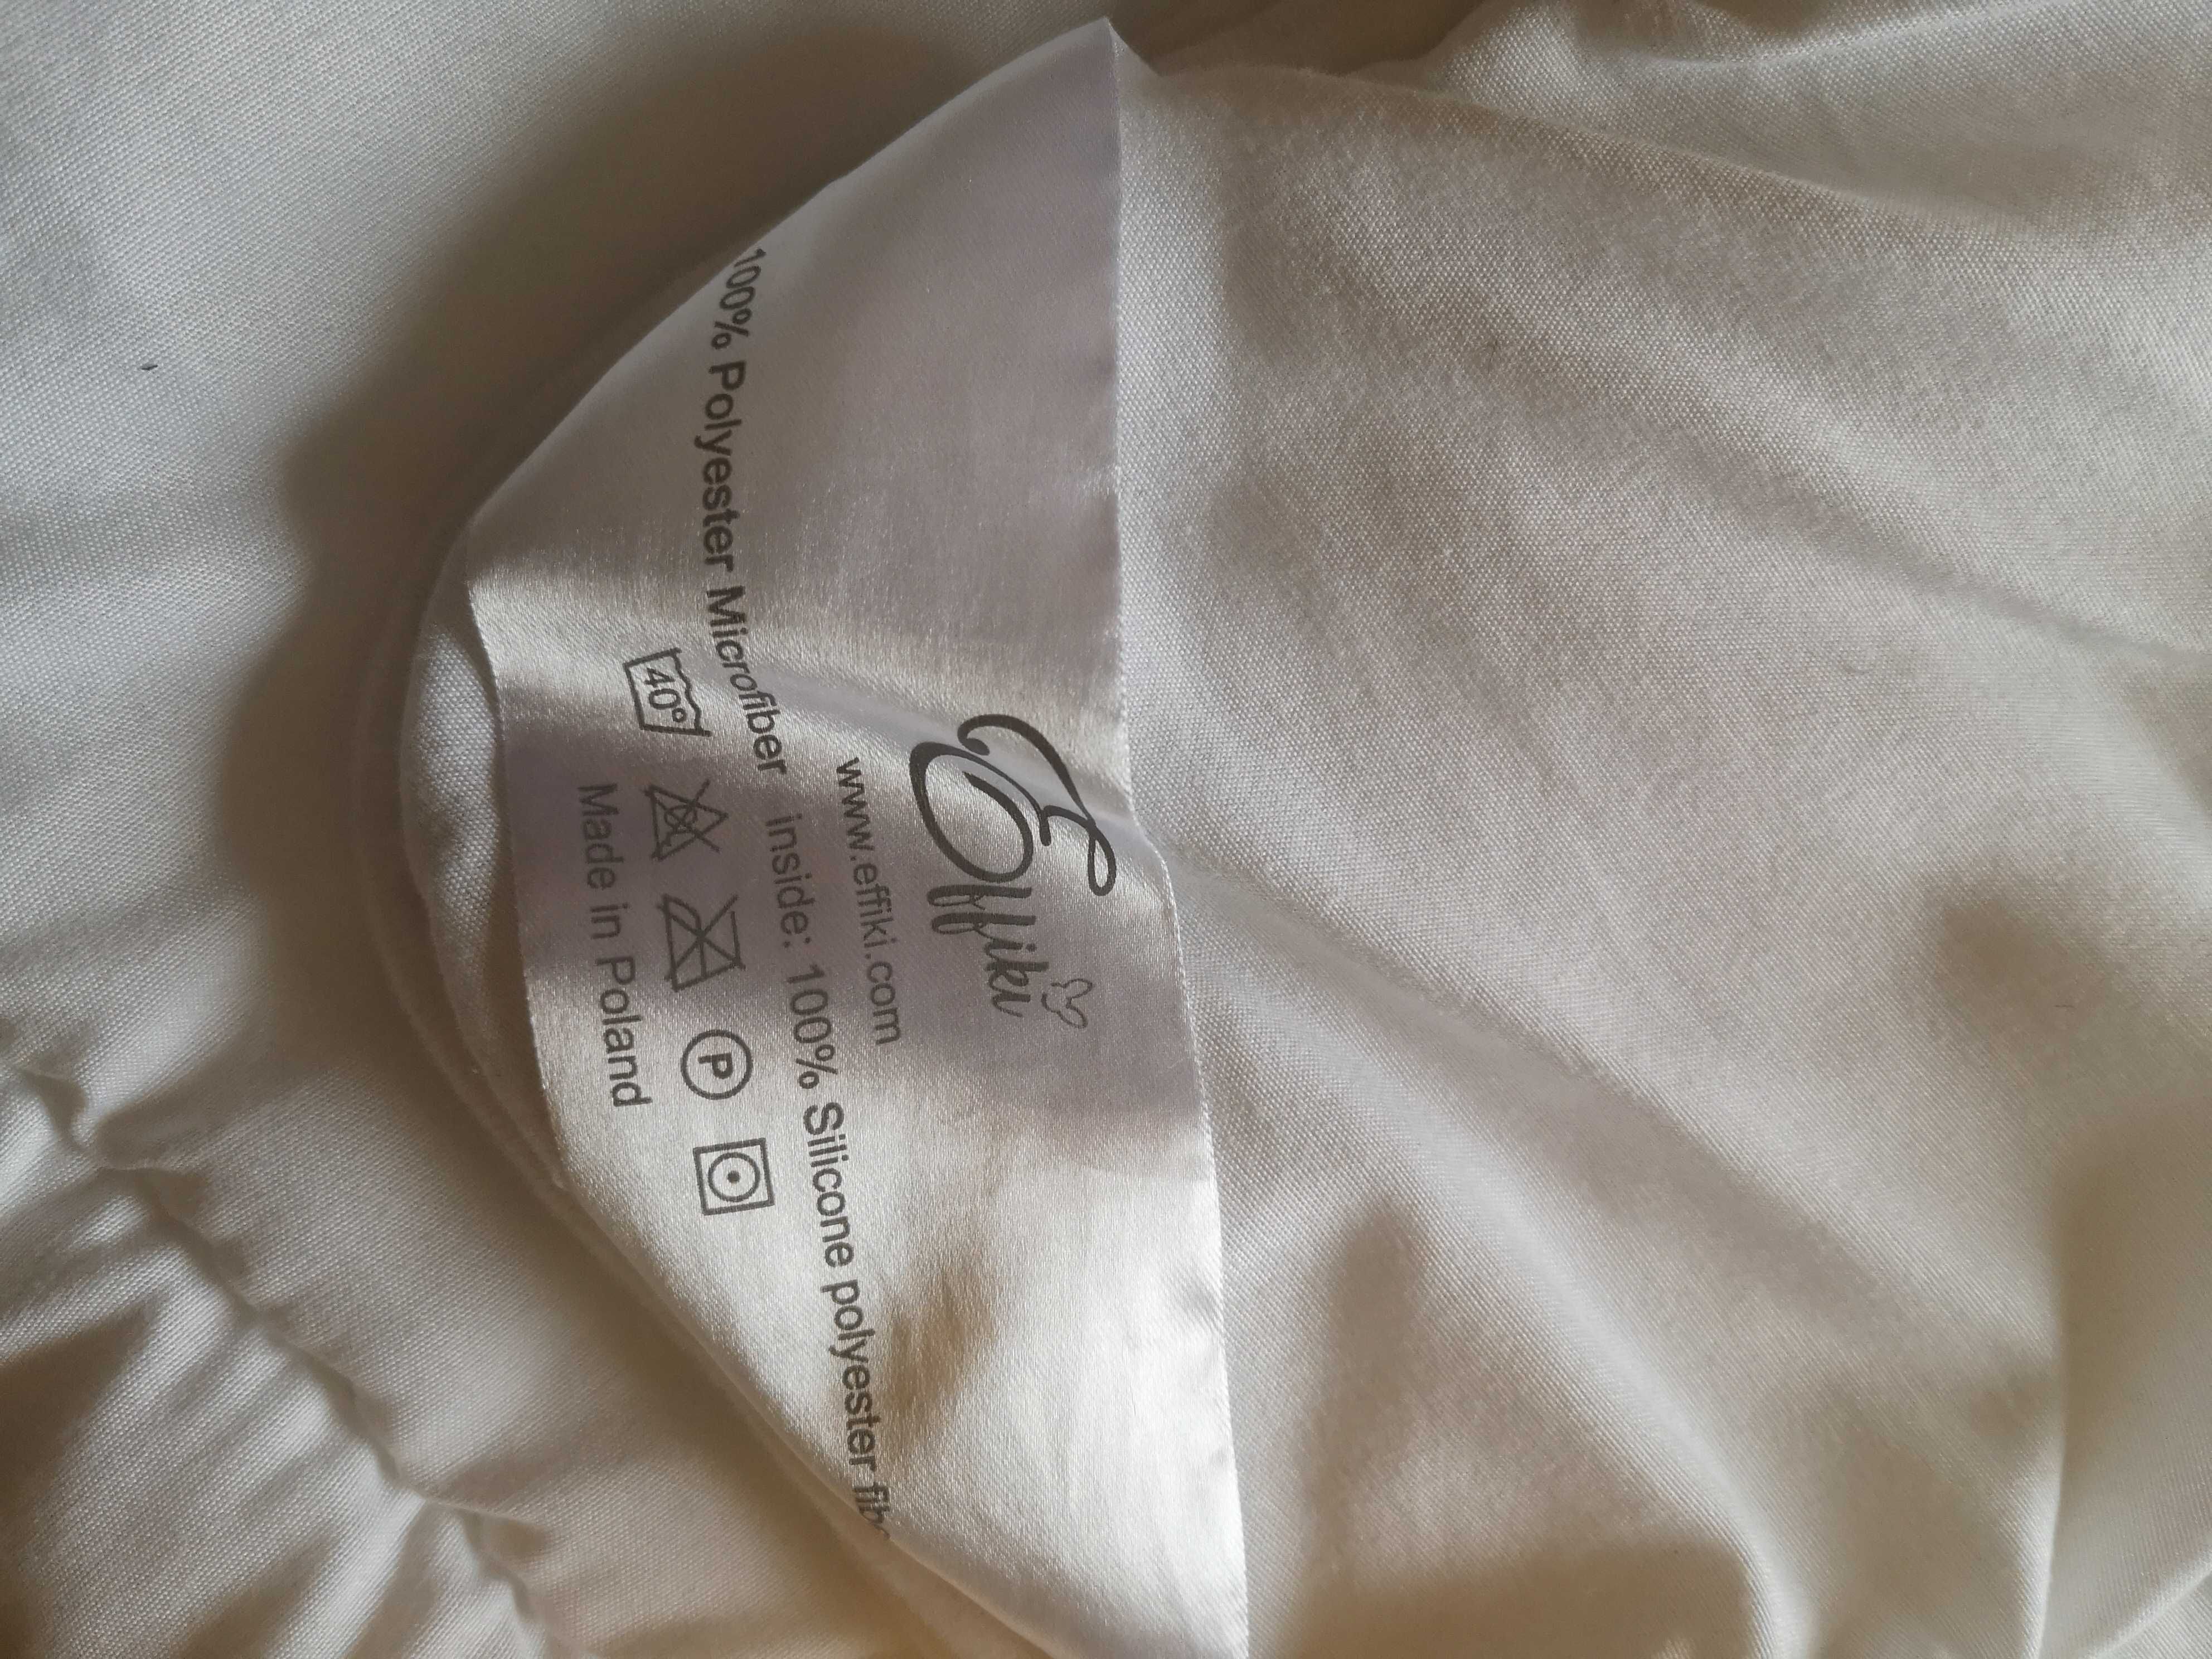 Effiki
www.effiki.com
100% Polyester Microfiber inside: 100% Silicone polyester
40°
P
Made in Poland